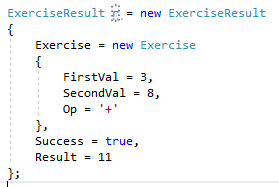 ExerciseResult r = new ExerciseResult
{
    Exercise = new Exercise
    {
        FirstVal = 3,
        SecondVal = 8,
        Op = '+'
    },
    Success = true,
    Result = 11
};